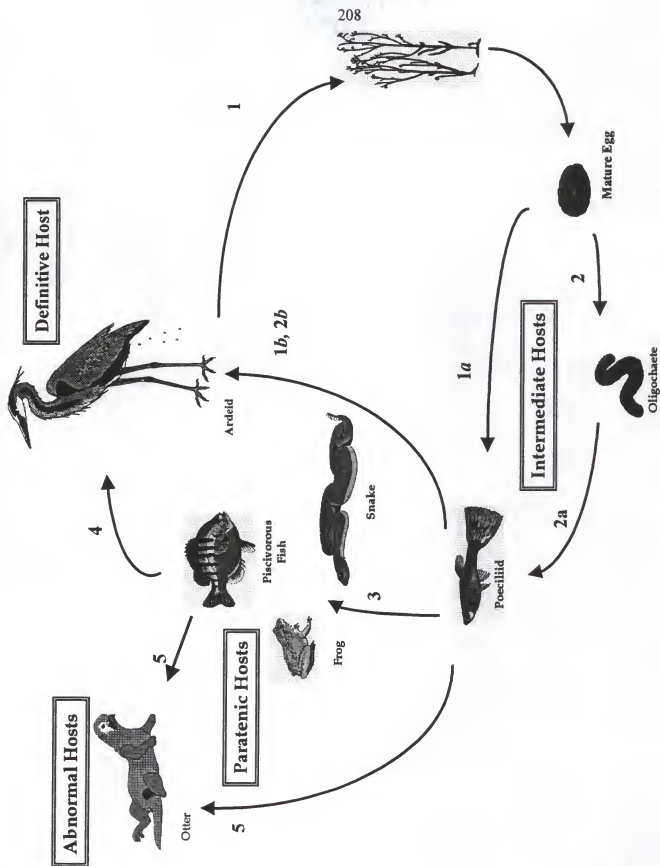 208
Definitive Host
Ardeid
1
Mature Egg
2
1a
1b, 2b
Intermediate Hosts
Oligochaete
2a
Poeciliid
Snake
3
Frog
Piscivorous
Fish
4
Paratenic Hosts
5
Abnormal Hosts
Otter
5